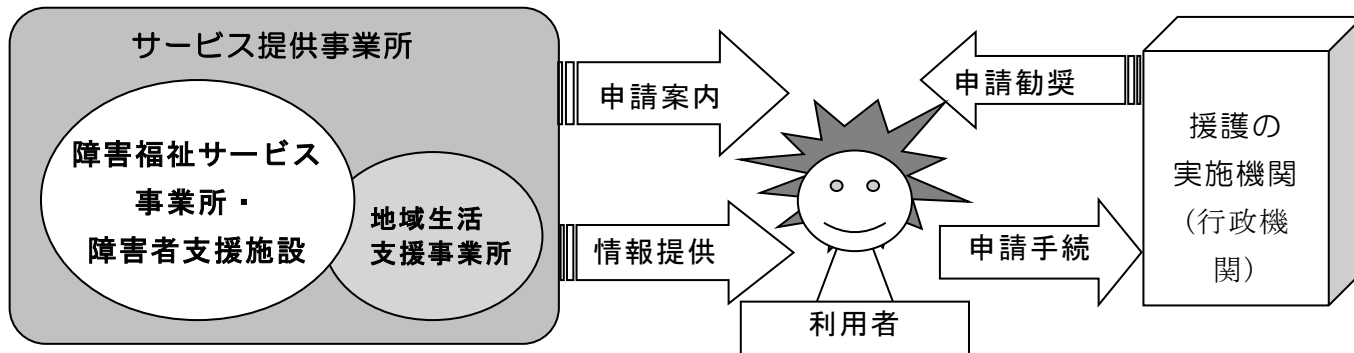 サービス提供事業所
障害福祉サービス
事業所・
障害者支援施設
地域生活
支援事業所
申請案内
情報提供
利用者
申請勧奨
申請手続
援護の
実施機関
(行政機
関)